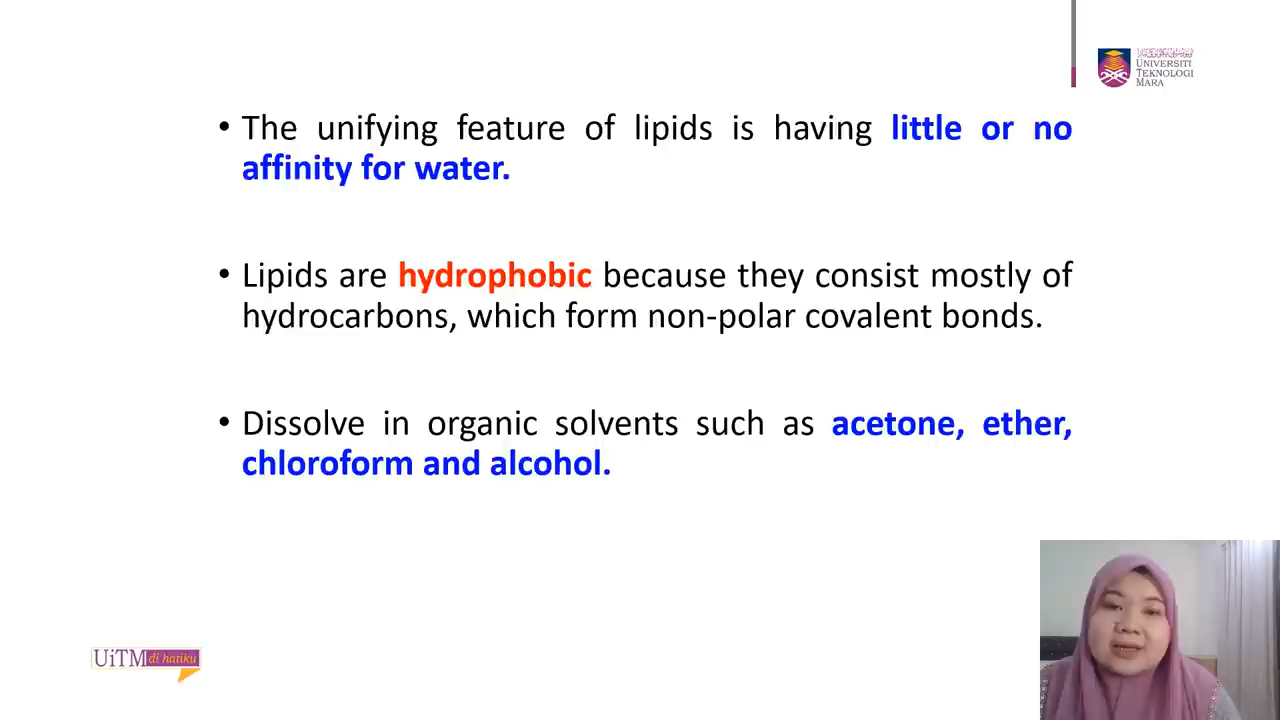 UNIVERSITI
TEKNOLOGI
MARA
• The unifying feature of lipids is having little or no
affinity for water.
• Lipids are hydrophobic because they consist mostly of
hydrocarbons, which form non-polar covalent bonds.
• Dissolve in organic solvents such as acetone, ether,
chloroform and alcohol.
UiTM di hatiku